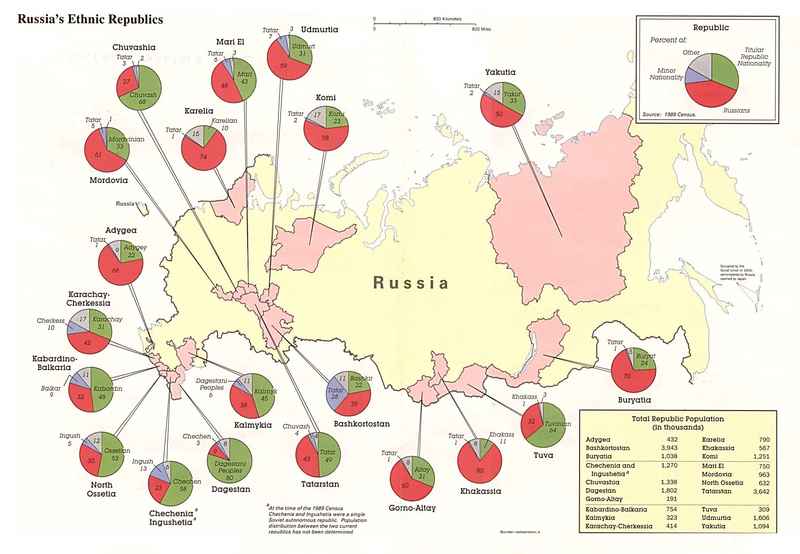 Russia's Ethnic Republics
0 800 Kilometers
0 800 Miles
Republic
Percent of:
Other
Titular
Republic
Nationality
Minor
Nationality
Russians
Source: 1989 Census.
Chuvashia
Tatar
3
2
27
Chuvash
68
Mari El
Tatar
6
3
Mari
43
48
Udmurtia
Tatar
7
3
Udmurt
31
59
Karelia
Karelian
10
Tatar
1
15
74
Komi
Tatar
2
17
Komi
23
58
Yakutia
Tatar
2
15
Yakut
33
50
Tatar
5
1
Mordvinian
33
61
Mordovia
Russia
Adygea
Tatar
1
9
Adygey
22
68
Karachay-
Cherkessia
17
Karachay
31
Cherkess
10
42
Kabardino-
Balkaria
11
Kabardin
49
Balkar
9
32
Russia
Dagestani
Peoples
6
11
Kalmyk
45
38
Kalmykia
11
Bashkir
22
Tatar
28
39
Bashkortostan
Ingush
5
12
Ossetian
53
30
North
Ossetia
Ingush
13
6
Chechen
58
23
Chechenia
Ingushetia
Chechen
3
8
9
Dagestani
Peoples
80
Dagestan
Chuvash
4
Tatar
49
43
Tatarstan
Tatar
1
8
Altay
31
60
Gorno-Altay
Tatar
1
8
Khakass
11
80
Khakassia
Khakass
1
3
32
Tuvinian
64
Tuva
Tatar
1
5
Buryat
24
70
Buryatia
At the time of the 1989 Census
Chechenia and Ingushetia were a single
Soviet autonomous republic. Population
distribution between the two current
republics has not been determined.
Occupied by the
Soviet Union in 1945,
administered by Russia,
claimed by Japan.
Total Republic Population
(in thousands)
Adygea 432 Karelia 790
Bashkortostan 3,943 Khakassia 567
Buryatia 1,038 Komi 1,251
Chechenia and 1,270 Mari El 750
Ingushetia Mordovia 963
Chuvashia 1,338 North Ossetia 632
Dagestan 1,802 Tatarstan 3,642
Gorno-Altay 191
Kabardino-Balkaria 754 Tuva 309
Kalmykia 323 Udmurtia 1,606
Karachay-Cherkessia 414 Yakutia 1,094